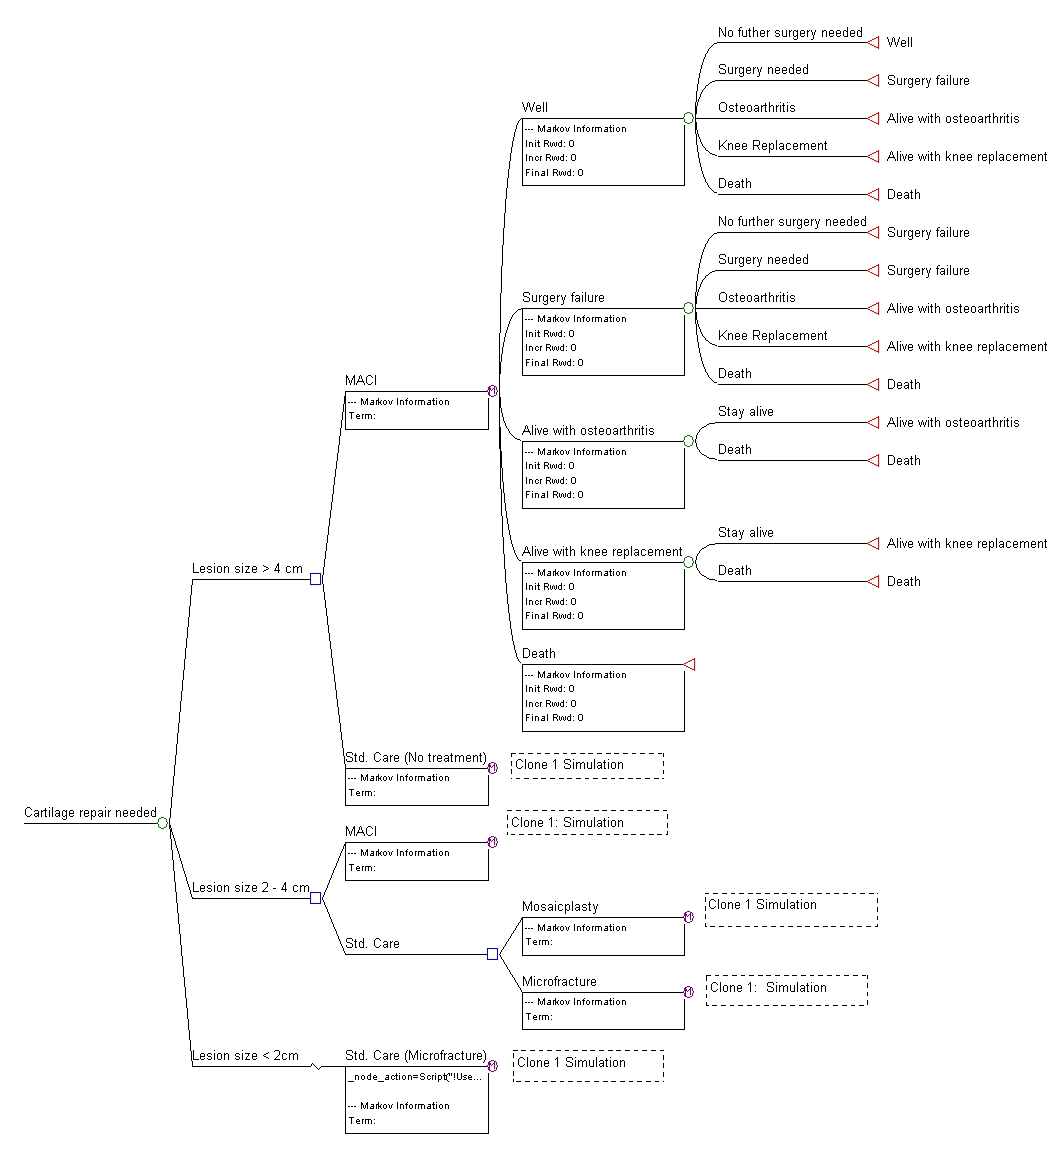 No futher surgery needed
Well
Surgery needed
Surgery failure
Well
Osteoarthritis
Alive with osteoarthritis
--- Markov Information
Init Rwd: 0
Incr Rwd: 0
Final Rwd: 0
Knee Replacement
Alive with knee replacement
Death
Death
No further surgery needed
Surgery failure
Surgery needed
Surgery failure
Surgery failure
Osteoarthritis
Alive with osteoarthritis
--- Markov Information
Init Rwd: 0
Incr Rwd: 0
Final Rwd: 0
Knee Replacement
Alive with knee replacement
Death
Death
MACI
M
--- Markov Information
Term:
Alive with osteoarthritis
Stay alive
Alive with osteoarthritis
--- Markov Information
Init Rwd: 0
Incr Rwd: 0
Final Rwd: 0
Death
Death
Alive with knee replacement
Stay alive
Alive with knee replacement
--- Markov Information
Init Rwd: 0
Incr Rwd: 0
Final Rwd: 0
Death
Death
Lesion size > 4 cm
Death
--- Markov Information
Init Rwd: 0
Incr Rwd: 0
Final Rwd: 0
Std. Care (No treatment)
M
Clone 1 Simulation
--- Markov Information
Term:
Cartilage repair needed
MACI
M
Clone 1: Simulation
--- Markov Information
Term:
Lesion size 2 - 4 cm
Std. Care
Mosaicplasty
M
Clone 1 Simulation
--- Markov Information
Term:
Microfracture
M
Clone 1:  Simulation
--- Markov Information
Term:
Lesion size < 2cm
Std. Care (Microfracture)
M
Clone 1 Simulation
_node_action=Script("!Use...
--- Markov Information
Term: